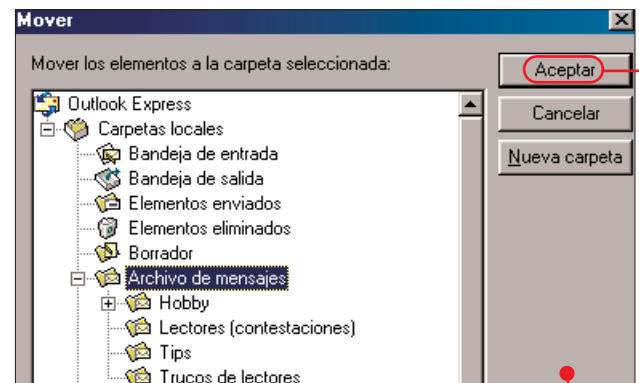 Mover
Mover los elementos a la carpeta seleccionada:
Aceptar
Cancelar
Nueva carpeta
Outlook Express
Carpetas locales
Bandeja de entrada
Bandeja de salida
Elementos enviados
Elementos eliminados
Borrador
Archivo de mensajes
Hobby
Lectores (contestaciones)
Tips
Trucos de lectores